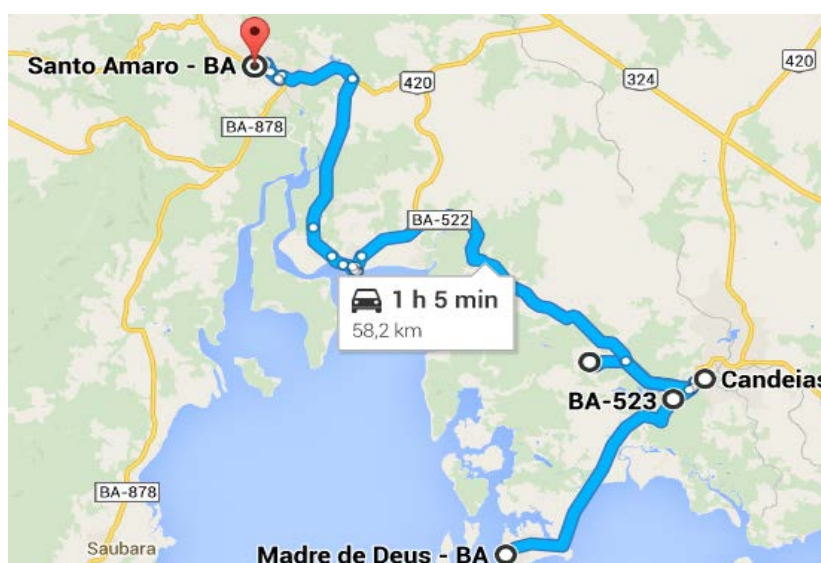 Santo Amaro - BA
420
324
420
BA-878
BA-522
1 h 5 min
58,2 km
Candeias
BA-523
BA-878
Saubara
Madre de Deus - BA